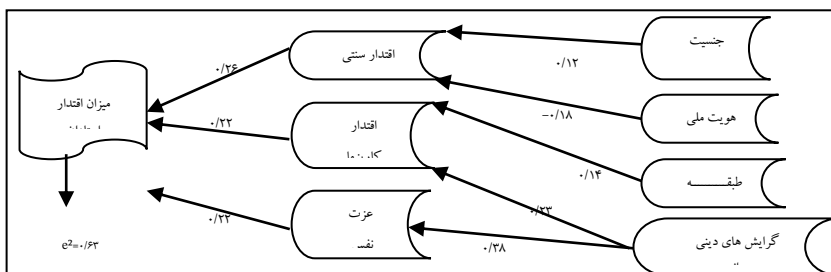 جنسیت
۰/۱۲
اقتدار سنتی
۰/۲۶
میزان اقتدار
هویت ملی
-۰/۱۸
اقتدار
۰/۲۲
طبقــــــه
۰/۱۴
۰/۲۳
عزت
نفس
۰/۲۲
گرایش های دینی
۰/۳۸
e²=۰/۶۳